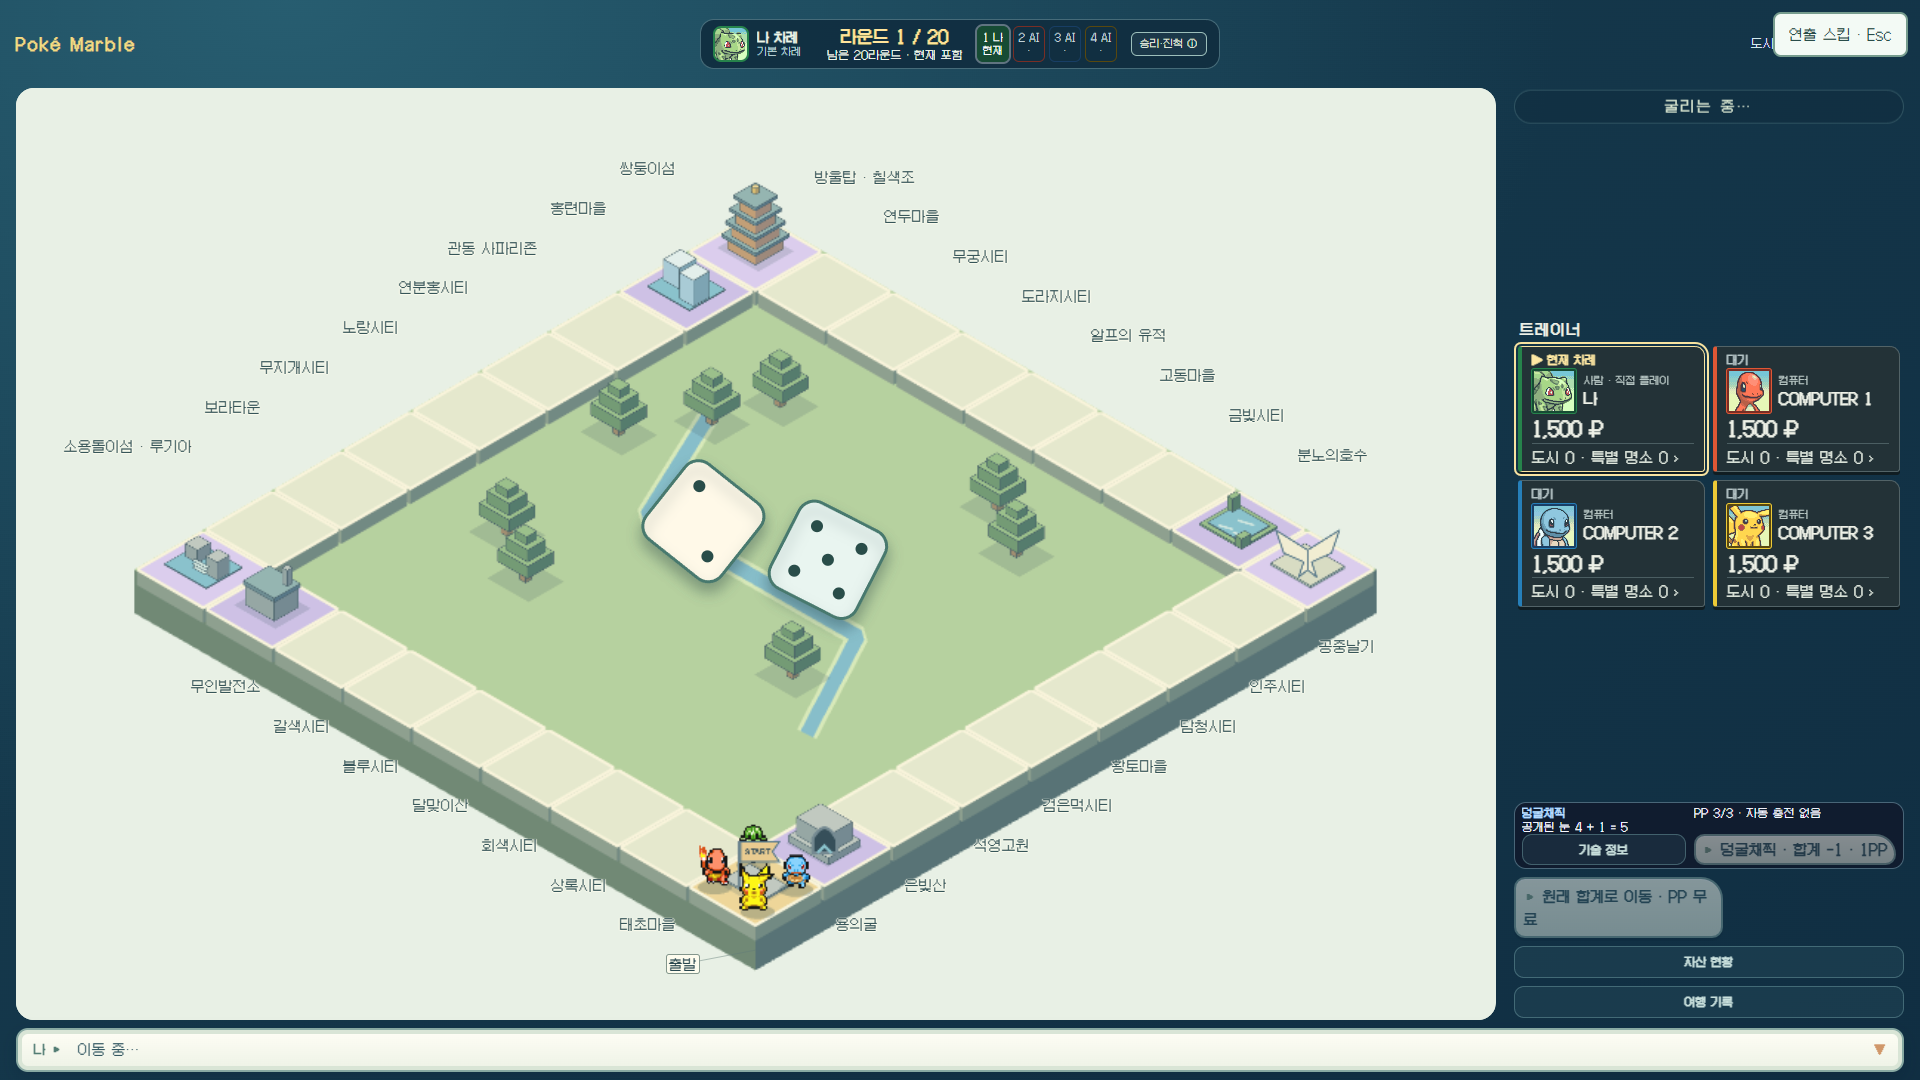 Poké Marble
나 차례
기본 차례
라운드 1 / 20
남은 20라운드 · 현재 포함
1 나
현재
2 AI
3 AI
4 AI
승리·진척 ⓘ
도시
연출 스킵 · Esc
굴리는 중…
쌍둥이섬
방울탑 · 칠색조
홍련마을
연두마을
관동 사파리존
무궁시티
연분홍시티
도라지시티
노랑시티
알프의 유적
무지개시티
고동마을
보라타운
금빛시티
소용돌이섬 · 루기아
분노의호수
공중날기
무인발전소
인주시티
갈색시티
담청시티
블루시티
황토마을
달맞이산
검은먹시티
회색시티
석영고원
상록시티
은빛산
태초마을
용의굴
START
출발
트레이너
▶ 현재 차례
사람 · 직접 플레이
나
1,500 ₽
도시 0 · 특별 명소 0 ›
대기
컴퓨터
COMPUTER 1
1,500 ₽
도시 0 · 특별 명소 0 ›
대기
컴퓨터
COMPUTER 2
1,500 ₽
도시 0 · 특별 명소 0 ›
대기
컴퓨터
COMPUTER 3
1,500 ₽
도시 0 · 특별 명소 0 ›
덩굴채찍
PP 3/3 · 자동 충전 없음
공개된 눈 4 + 1 = 5
기술 정보
▸ 덩굴채찍 · 합계 -1 · 1PP
▸ 원래 합계로 이동 · PP 무
료
자산 현황
여행 기록
나 ▸ 이동 중…